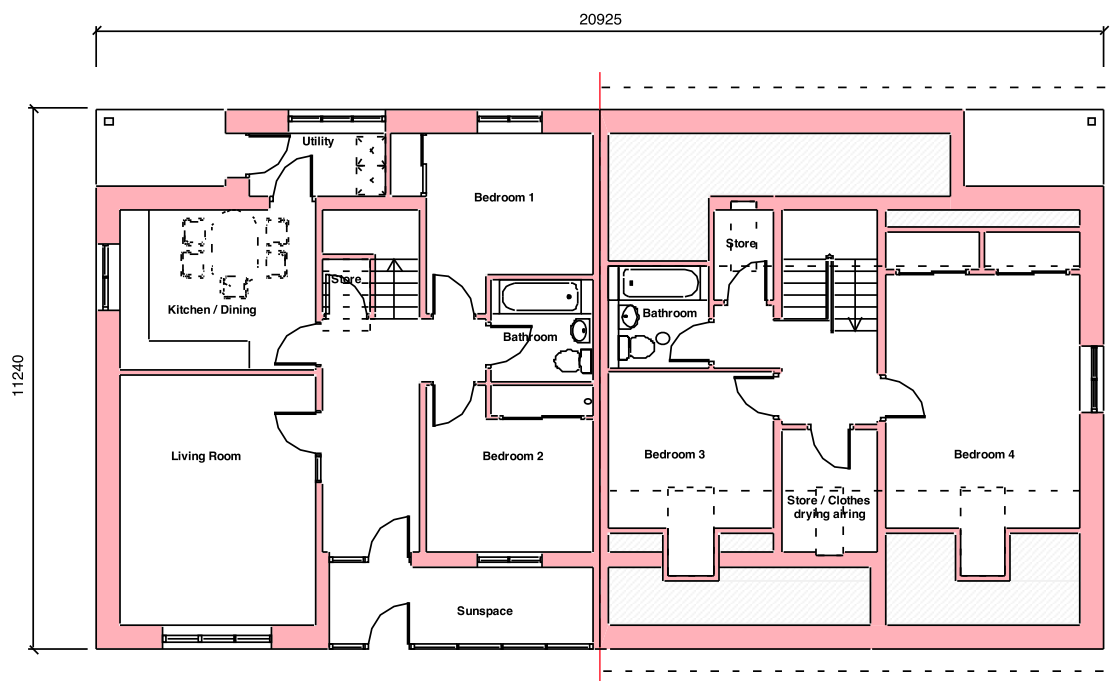 20925
11240
Utility
Bedroom 1
Store
Store
Kitchen / Dining
Bathroom
Bathroom
Living Room
Bedroom 2
Bedroom 3
Bedroom 4
Store / Clothes
drying airing
Sunspace